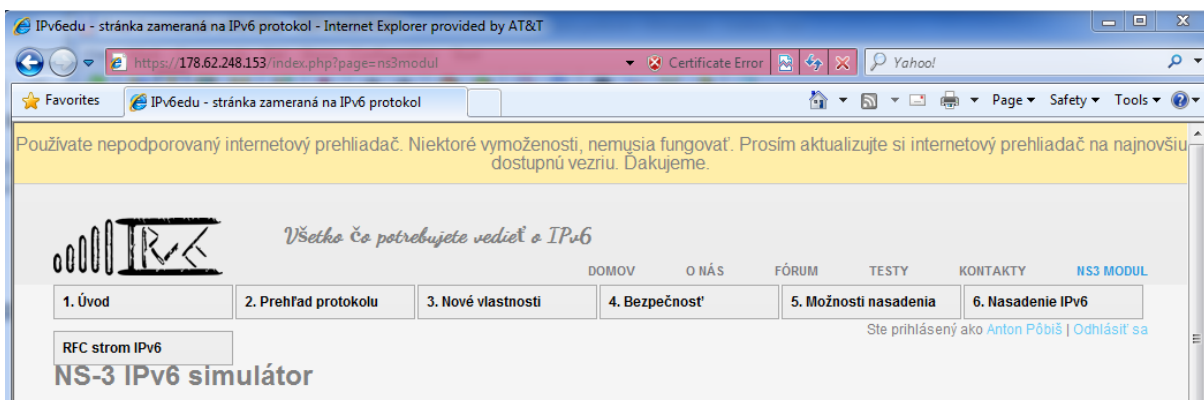 IPv6edu - stránka zameraná na IPv6 protokol - Internet Explorer provided by AT&T
https://178.62.248.153/index.php?page=ns3modul
Certificate Error
Yahoo!
Favorites
IPv6edu - stránka zameraná na IPv6 protokol
Page
Safety
Tools
Používate nepodporovaný internetový prehliadač. Niektoré vymoženosti, nemusia fungovať. Prosím aktualizujte si internetový prehliadač na najnovšiu
dostupnú vezriu. Ďakujeme.
IPv6
Všetko čo potrebujete vedieť o IPv6
DOMOV O NÁS FÓRUM TESTY KONTAKTY NS3 MODUL
1. Úvod
2. Prehľad protokolu
3. Nové vlastnosti
4. Bezpečnosť
5. Možnosti nasadenia
6. Nasadenie IPv6
Ste prihlásený ako Anton Pôbiš | Odhlásiť sa
RFC strom IPv6
NS-3 IPv6 simulátor